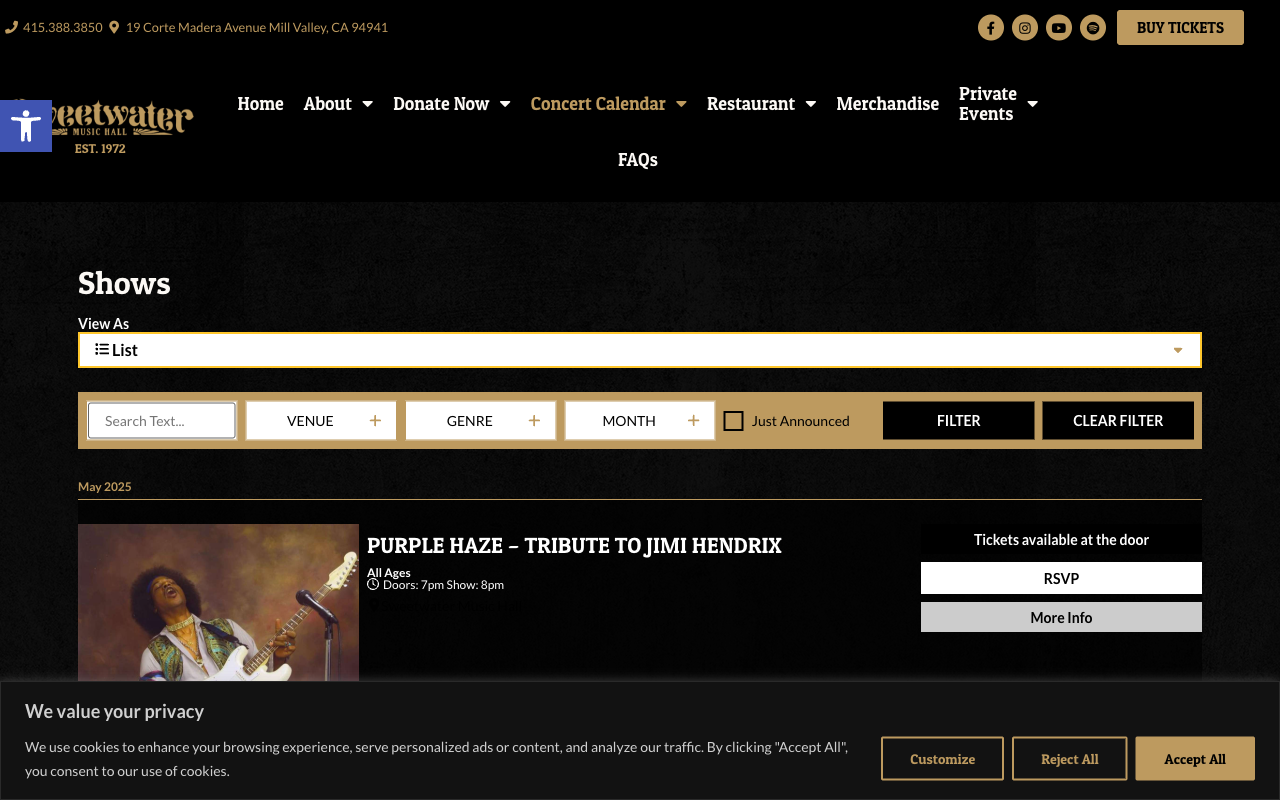 415.388.3850 19 Corte Madera Avenue Mill Valley, CA 94941
BUY TICKETS
MUSIC HALL
EST. 1972
Home About Donate Now Concert Calendar Restaurant Merchandise Private Events
FAQs
Shows
View As
List
Search Text... VENUE GENRE MONTH Just Announced FILTER CLEAR FILTER
May 2025
PURPLE HAZE – TRIBUTE TO JIMI HENDRIX
All Ages
Doors: 7pm Show: 8pm
Tickets available at the door
RSVP
More Info
We value your privacy
We use cookies to enhance your browsing experience, serve personalized ads or content, and analyze our traffic. By clicking "Accept All",
you consent to our use of cookies.
Customize Reject All Accept All